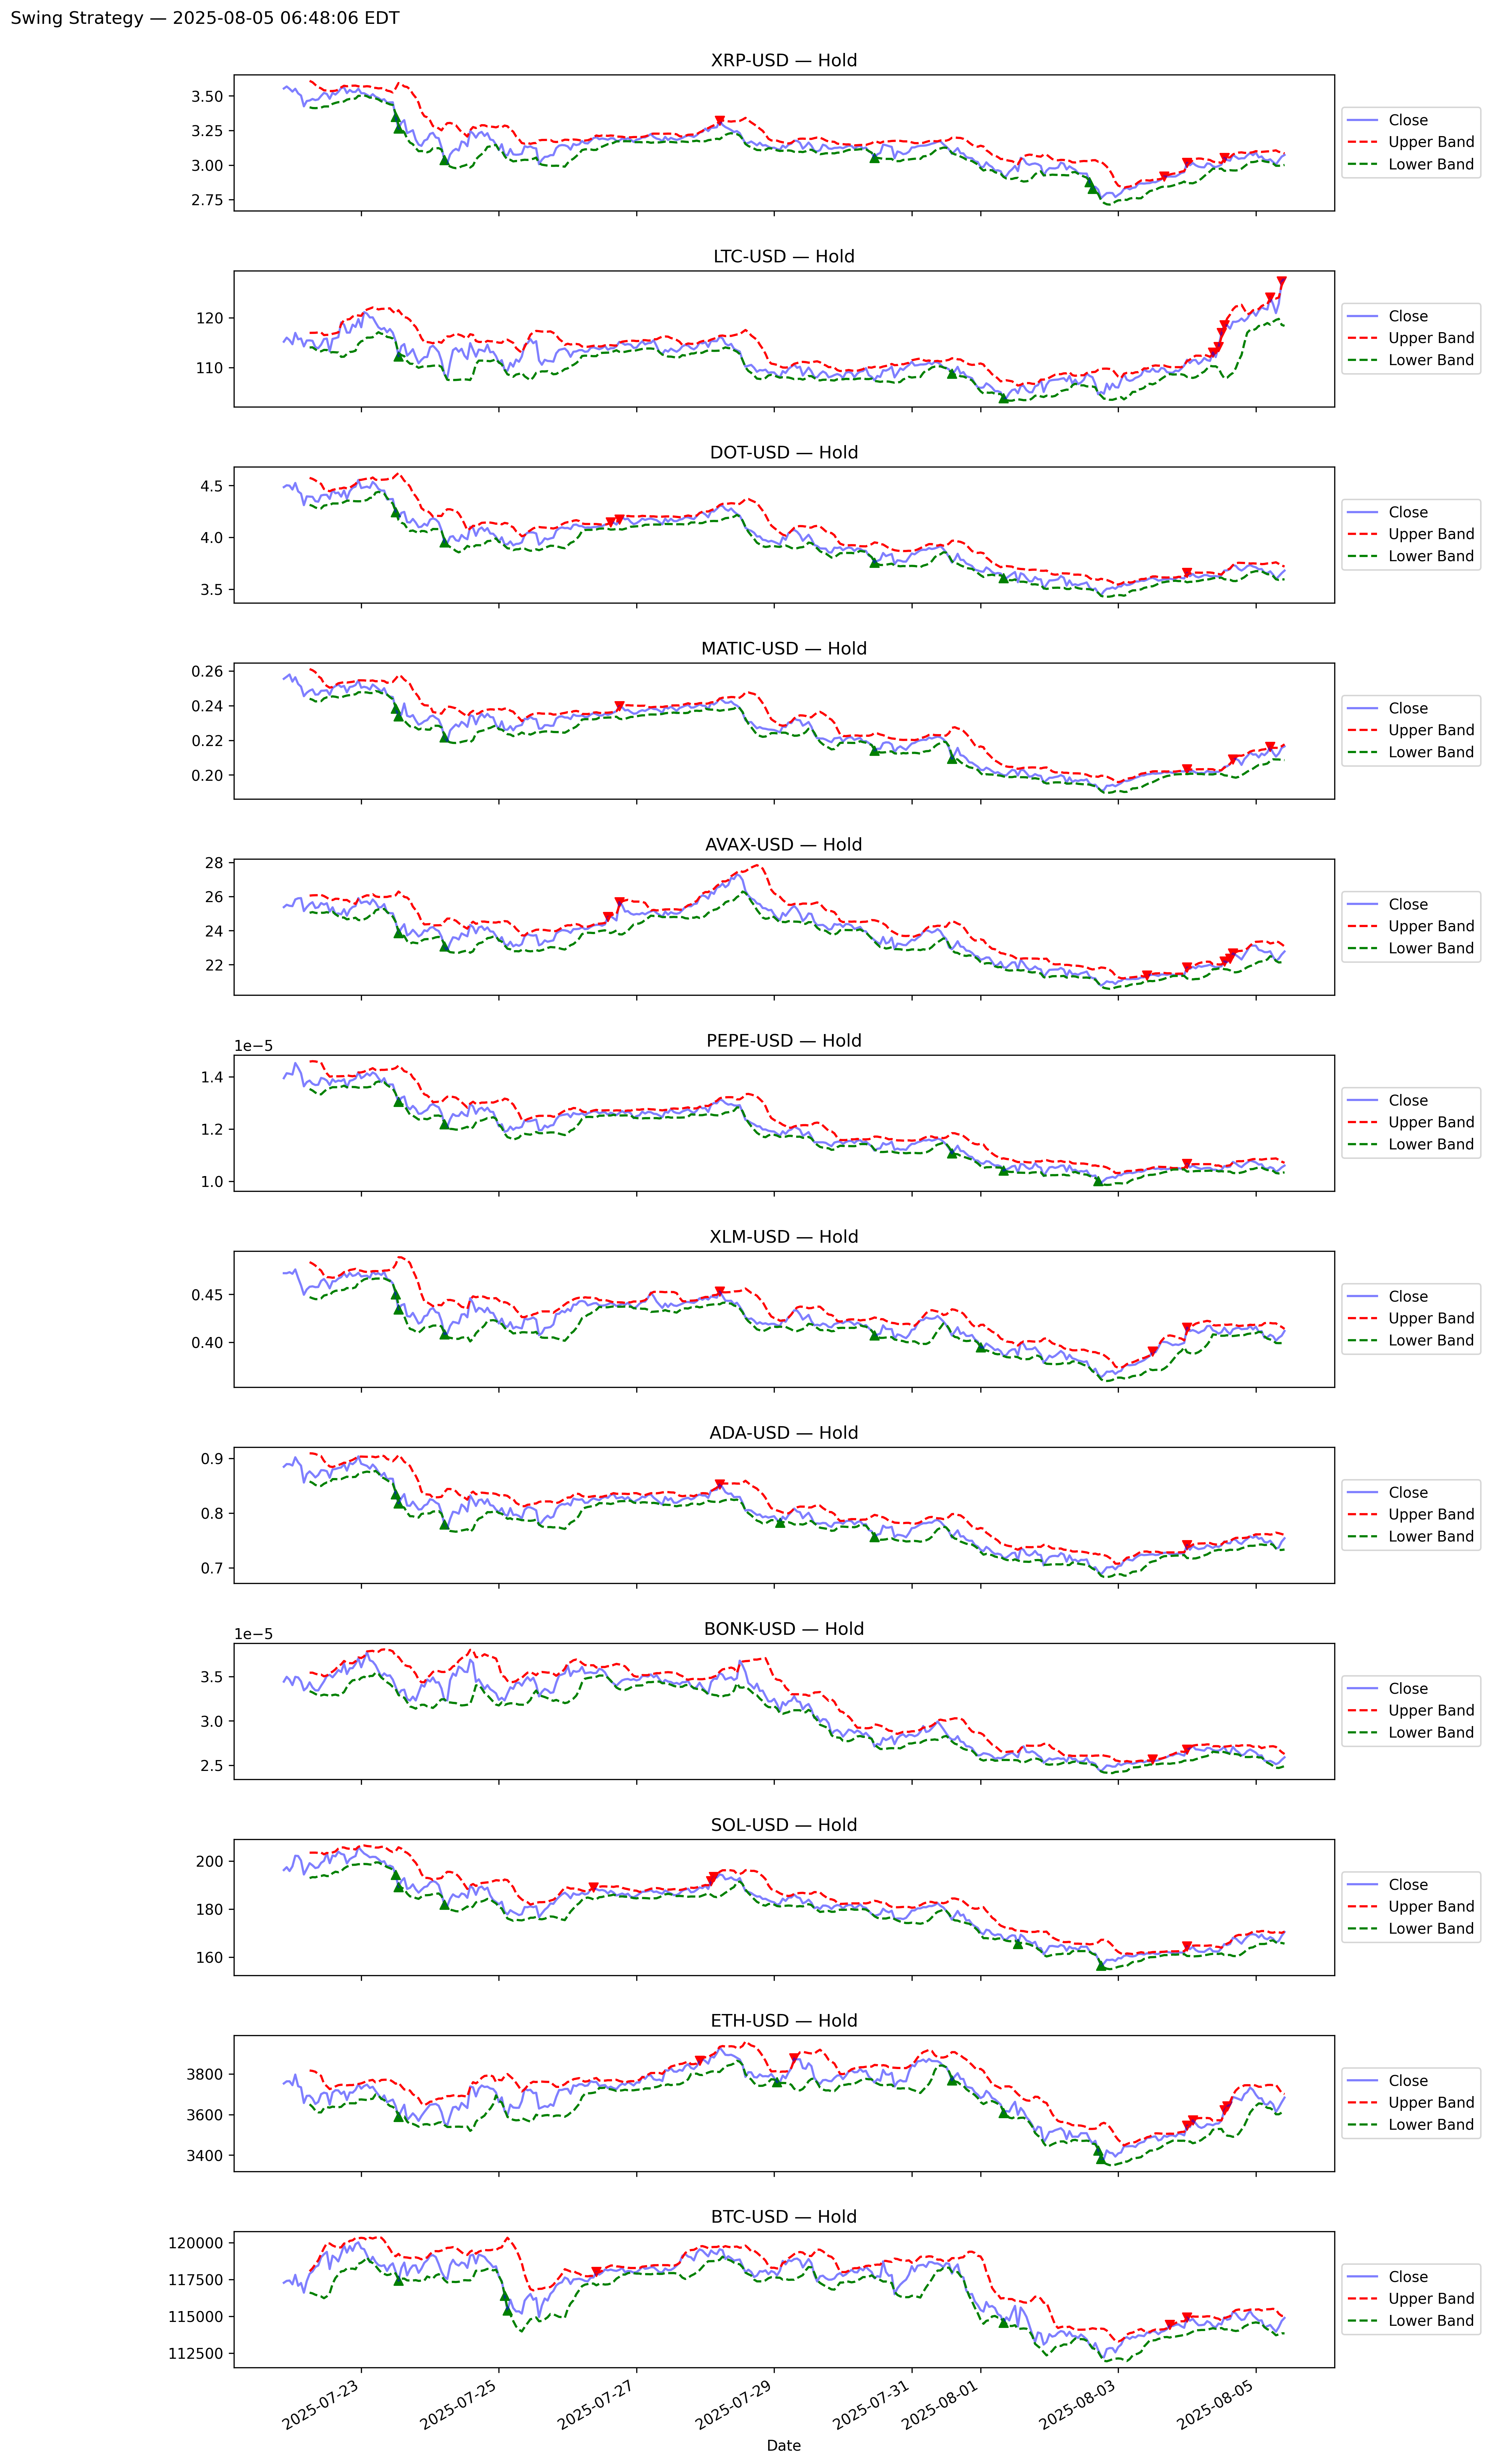 Swing Strategy — 2025-08-05 06:48:06 EDT
XRP-USD — Hold
3.50
3.25
3.00
2.75
Close
Upper Band
Lower Band
LTC-USD — Hold
120
110
Close
Upper Band
Lower Band
DOT-USD — Hold
4.5
4.0
3.5
Close
Upper Band
Lower Band
MATIC-USD — Hold
0.26
0.24
0.22
0.20
Close
Upper Band
Lower Band
AVAX-USD — Hold
28
26
24
22
Close
Upper Band
Lower Band
PEPE-USD — Hold
1e−5
1.4
1.2
1.0
Close
Upper Band
Lower Band
XLM-USD — Hold
0.45
0.40
Close
Upper Band
Lower Band
ADA-USD — Hold
0.9
0.8
0.7
Close
Upper Band
Lower Band
BONK-USD — Hold
1e−5
3.5
3.0
2.5
Close
Upper Band
Lower Band
SOL-USD — Hold
200
180
160
Close
Upper Band
Lower Band
ETH-USD — Hold
3800
3600
3400
Close
Upper Band
Lower Band
BTC-USD — Hold
120000
117500
115000
112500
Close
Upper Band
Lower Band
2025-07-23
2025-07-25
2025-07-27
2025-07-29
2025-07-31
2025-08-01
2025-08-03
2025-08-05
Date